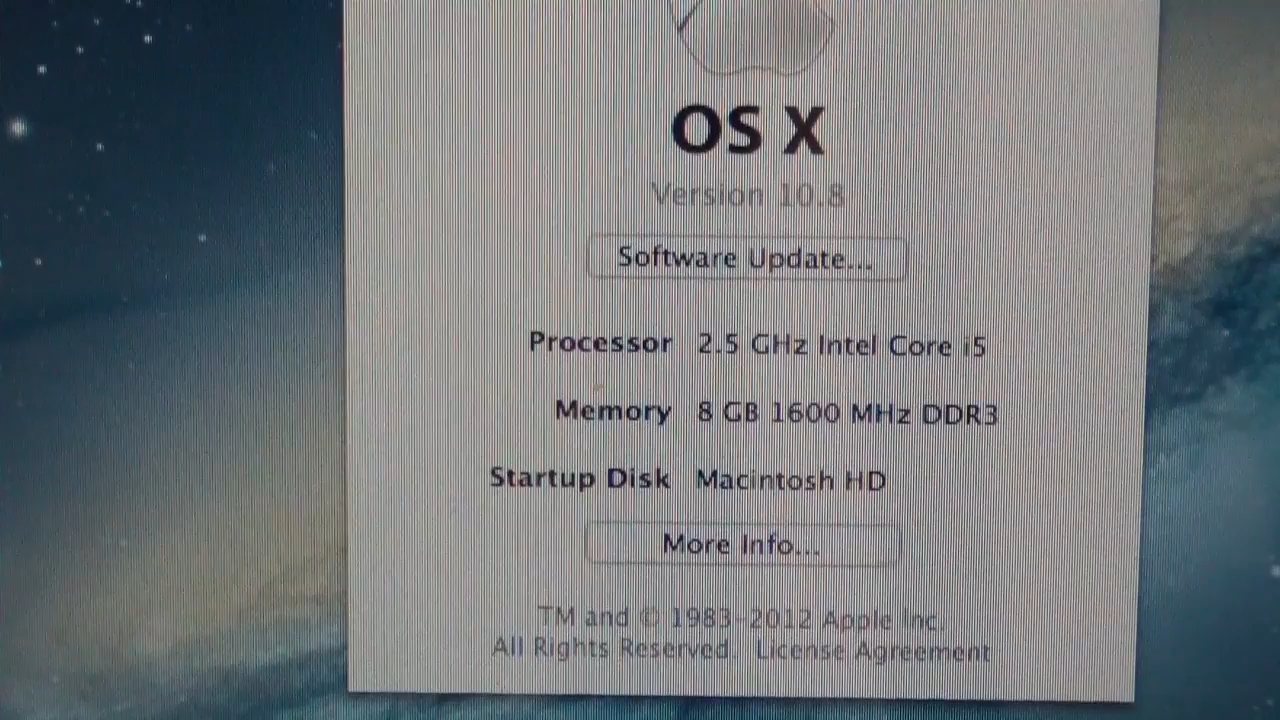 OS X
Version 10.8
Software Update...
Processor 2.5 GHz Intel Core i5
Memory 8 GB 1600 MHz DDR3
Startup Disk Macintosh HD
More Info...
TM and © 1983-2012 Apple Inc.
All Rights Reserved. License Agreement